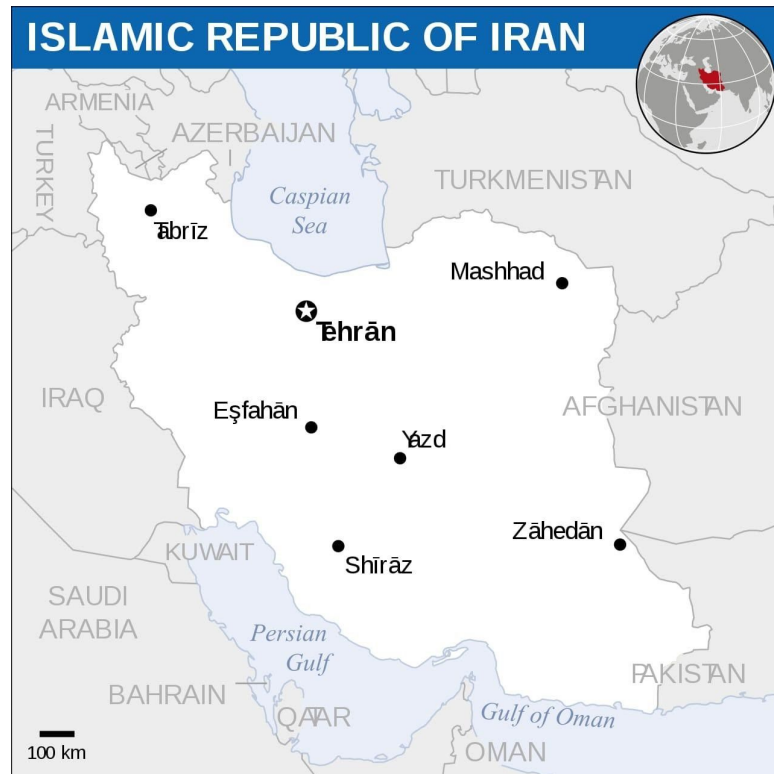 ISLAMIC REPUBLIC OF IRAN
ARMENIA
AZERBAIJAN
TURKEY
Caspian
Sea
TURKMENISTAN
Tabrīz
Mashhad
Tehrān
IRAQ
Eşfahān
AFGHANISTAN
Yazd
Zāhedān
KUWAIT
Shīrāz
SAUDI
ARABIA
Persian
Gulf
PAKISTAN
BAHRAIN
QATAR
Gulf of Oman
OMAN
100 km